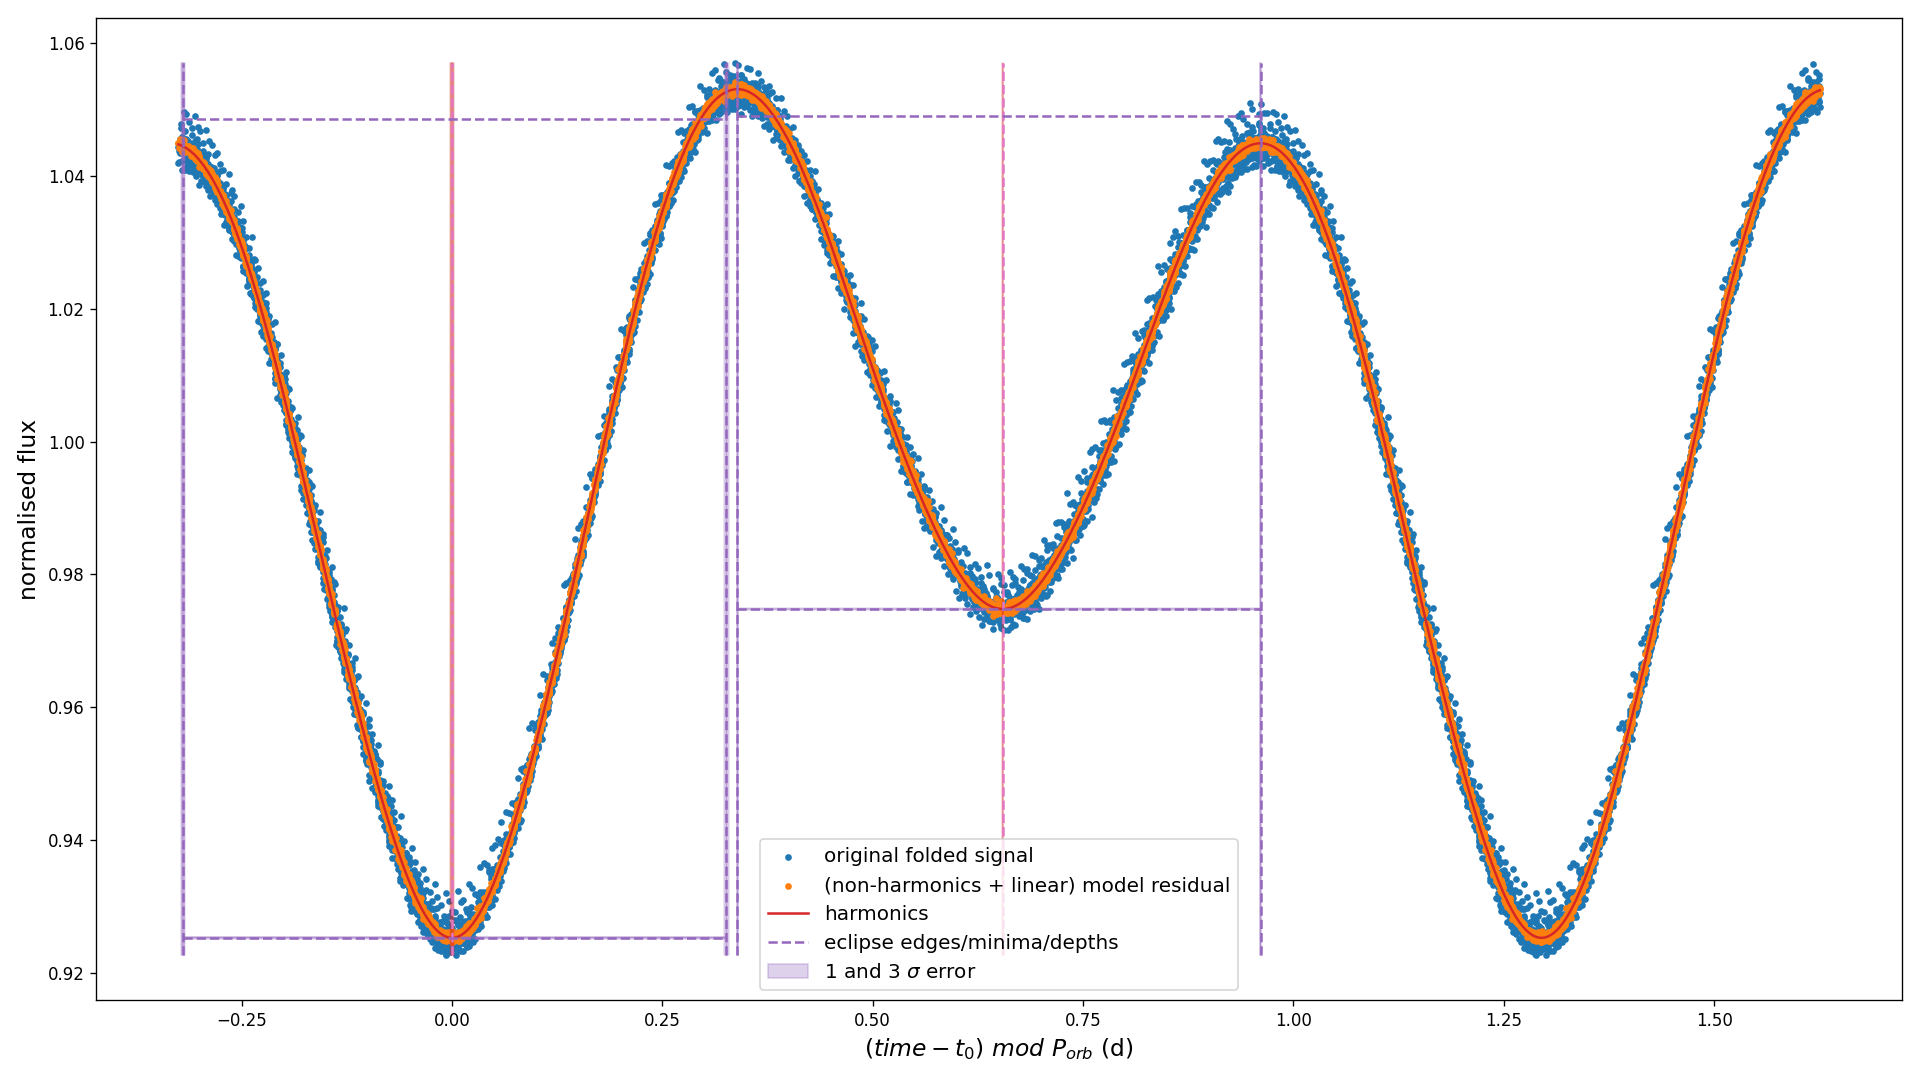 1.06
1.04
1.02
1.00
0.98
0.96
0.94
0.92
normalised flux
original folded signal
(non-harmonics + linear) model residual
harmonics
eclipse edges/minima/depths
1 and 3 σ error
−0.25 0.00 0.25 0.50 0.75 1.00 1.25 1.50
(time − t₀) mod Pₒᵣb (d)